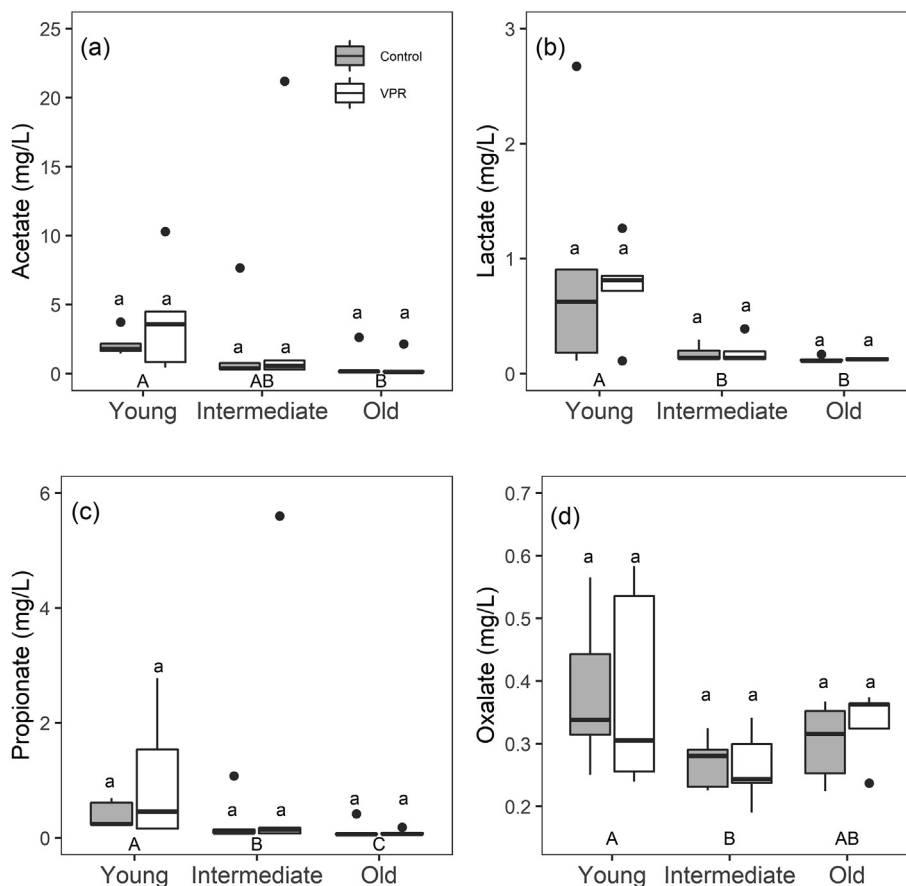 (a)
Control
VPR
Acetate (mg/L)
25
20
15
10
5
0
a a a a a a
A AB B
Young Intermediate Old
(b)
Lactate (mg/L)
3
2
1
0
a a a a a a
A B B
Young Intermediate Old
(c)
Propionate (mg/L)
6
4
2
0
a a a a a a
A B C
Young Intermediate Old
(d)
Oxalate (mg/L)
0.7
0.6
0.5
0.4
0.3
0.2
a a a a a a
A B AB
Young Intermediate Old